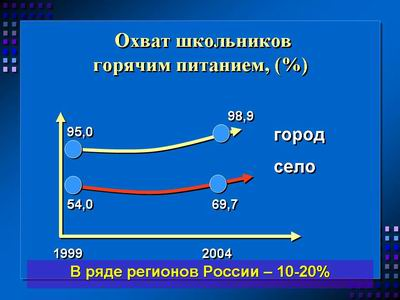 Охват школьников
горячим питанием, (%)
98,9
95,0
город
село
54,0
69,7
1999
2004
В ряде регионов России – 10-20%